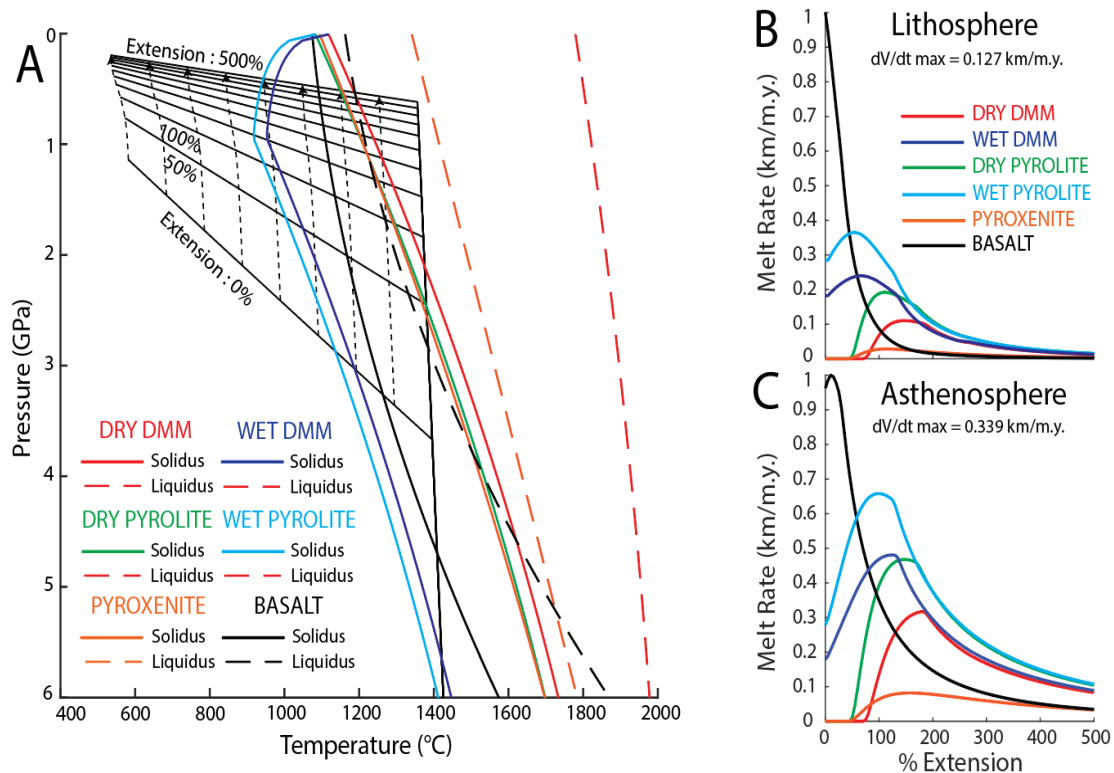 A
Extension : 500%
100%
50%
Extension : 0%
0
1
2
3
4
5
6
Pressure (GPa)
400 600 800 1000 1200 1400 1600 1800 2000
Temperature (°C)
DRY DMM WET DMM
Solidus Solidus
Liquidus Liquidus
DRY PYROLITE WET PYROLITE
Solidus Solidus
Liquidus Liquidus
PYROXENITE BASALT
Solidus Solidus
Liquidus Liquidus
B
Lithosphere
dV/dt max = 0.127 km/m.y.
DRY DMM
WET DMM
DRY PYROLITE
WET PYROLITE
PYROXENITE
BASALT
1
0.9
0.8
0.7
0.6
0.5
0.4
0.3
0.2
0.1
0
Melt Rate (km/m.y.)
0 100 200 300 400 500
C
Asthenosphere
dV/dt max = 0.339 km/m.y.
1
0.9
0.8
0.7
0.6
0.5
0.4
0.3
0.2
0.1
0
Melt Rate (km/m.y.)
0 100 200 300 400 500
% Extension